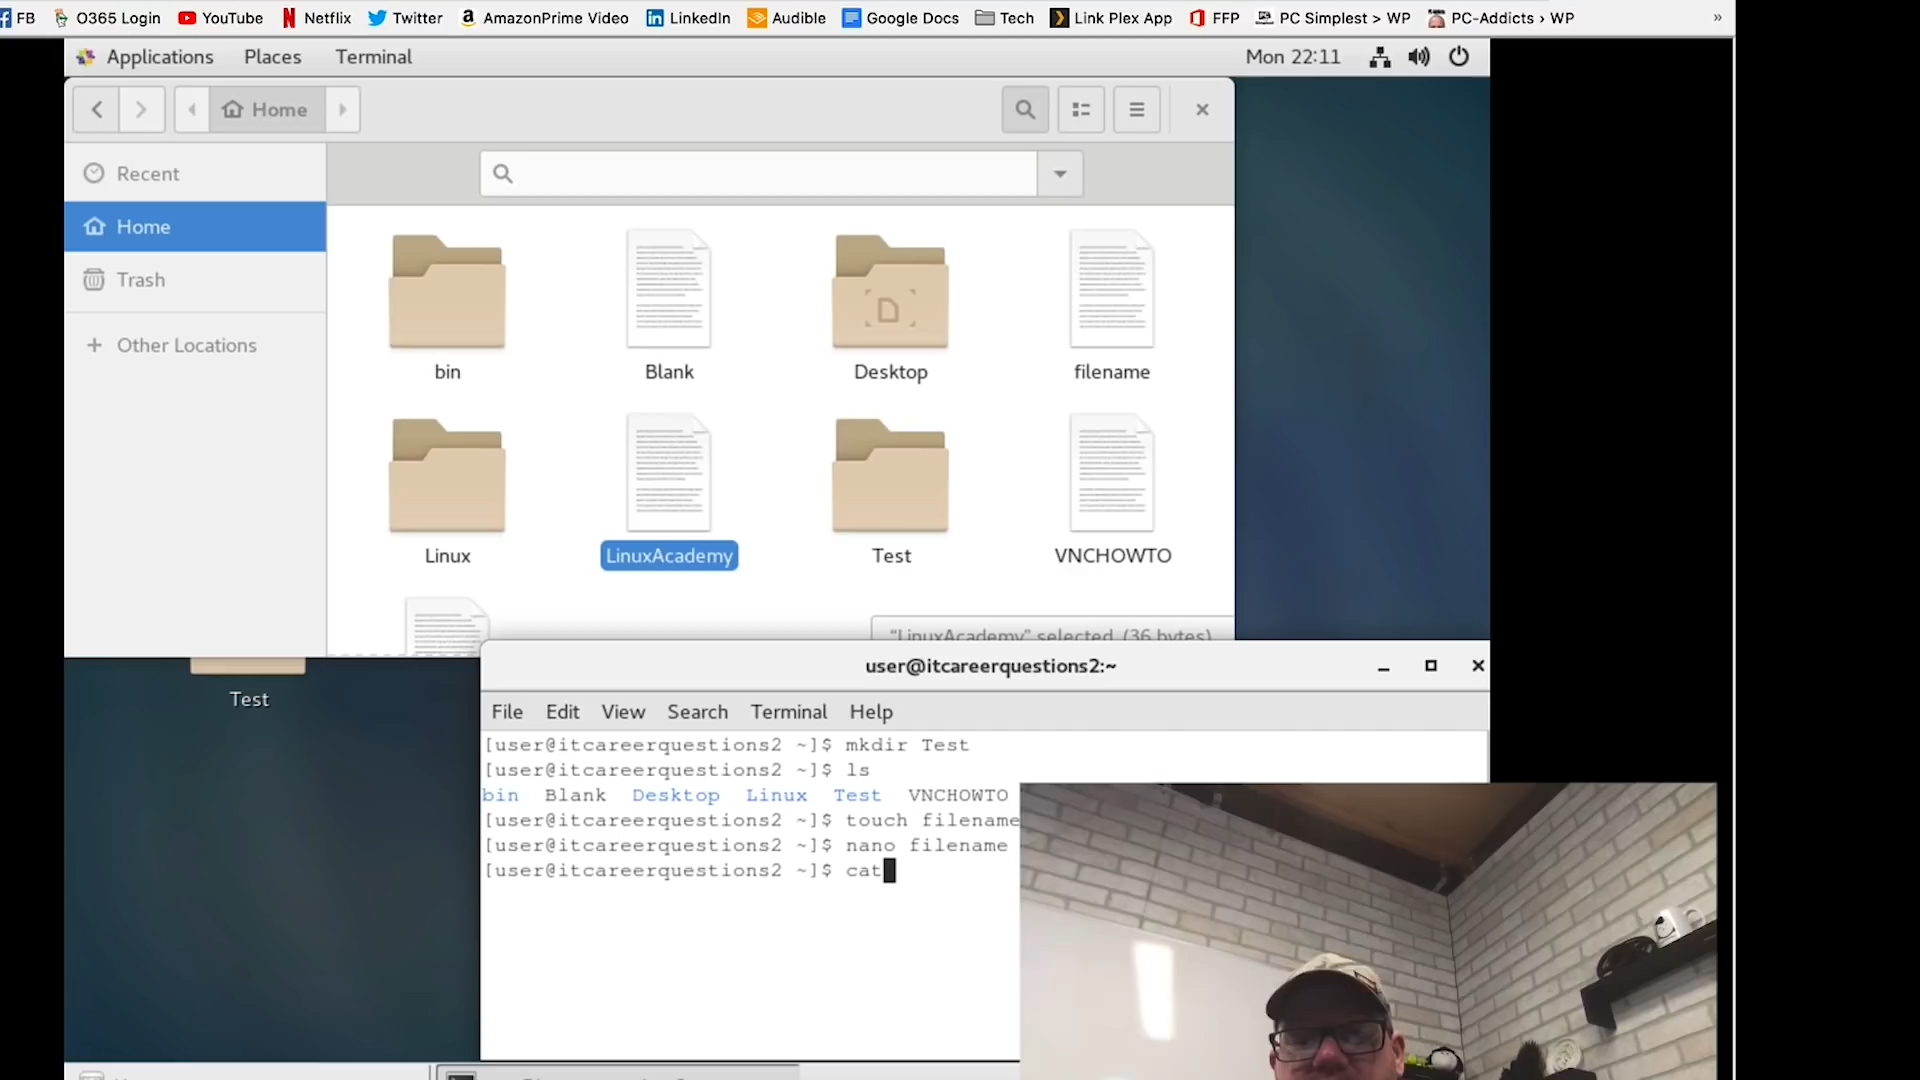 FB O365 Login YouTube Netflix Twitter AmazonPrime Video LinkedIn Audible Google Docs Tech Link Plex App FFP PC Simplest > WP PC-Addicts › WP »
Applications Places Terminal Mon 22:11
Home
Recent
Home
Trash
+ Other Locations
bin Blank Desktop filename
Linux LinuxAcademy Test VNCHOWTO
"LinuxAcademy" selected (36 bytes)
Test
user@itcareerquestions2:~
File Edit View Search Terminal Help
[user@itcareerquestions2 ~]$ mkdir Test
[user@itcareerquestions2 ~]$ ls
bin Blank Desktop Linux Test VNCHOWTO
[user@itcareerquestions2 ~]$ touch filename
[user@itcareerquestions2 ~]$ nano filename
[user@itcareerquestions2 ~]$ cat